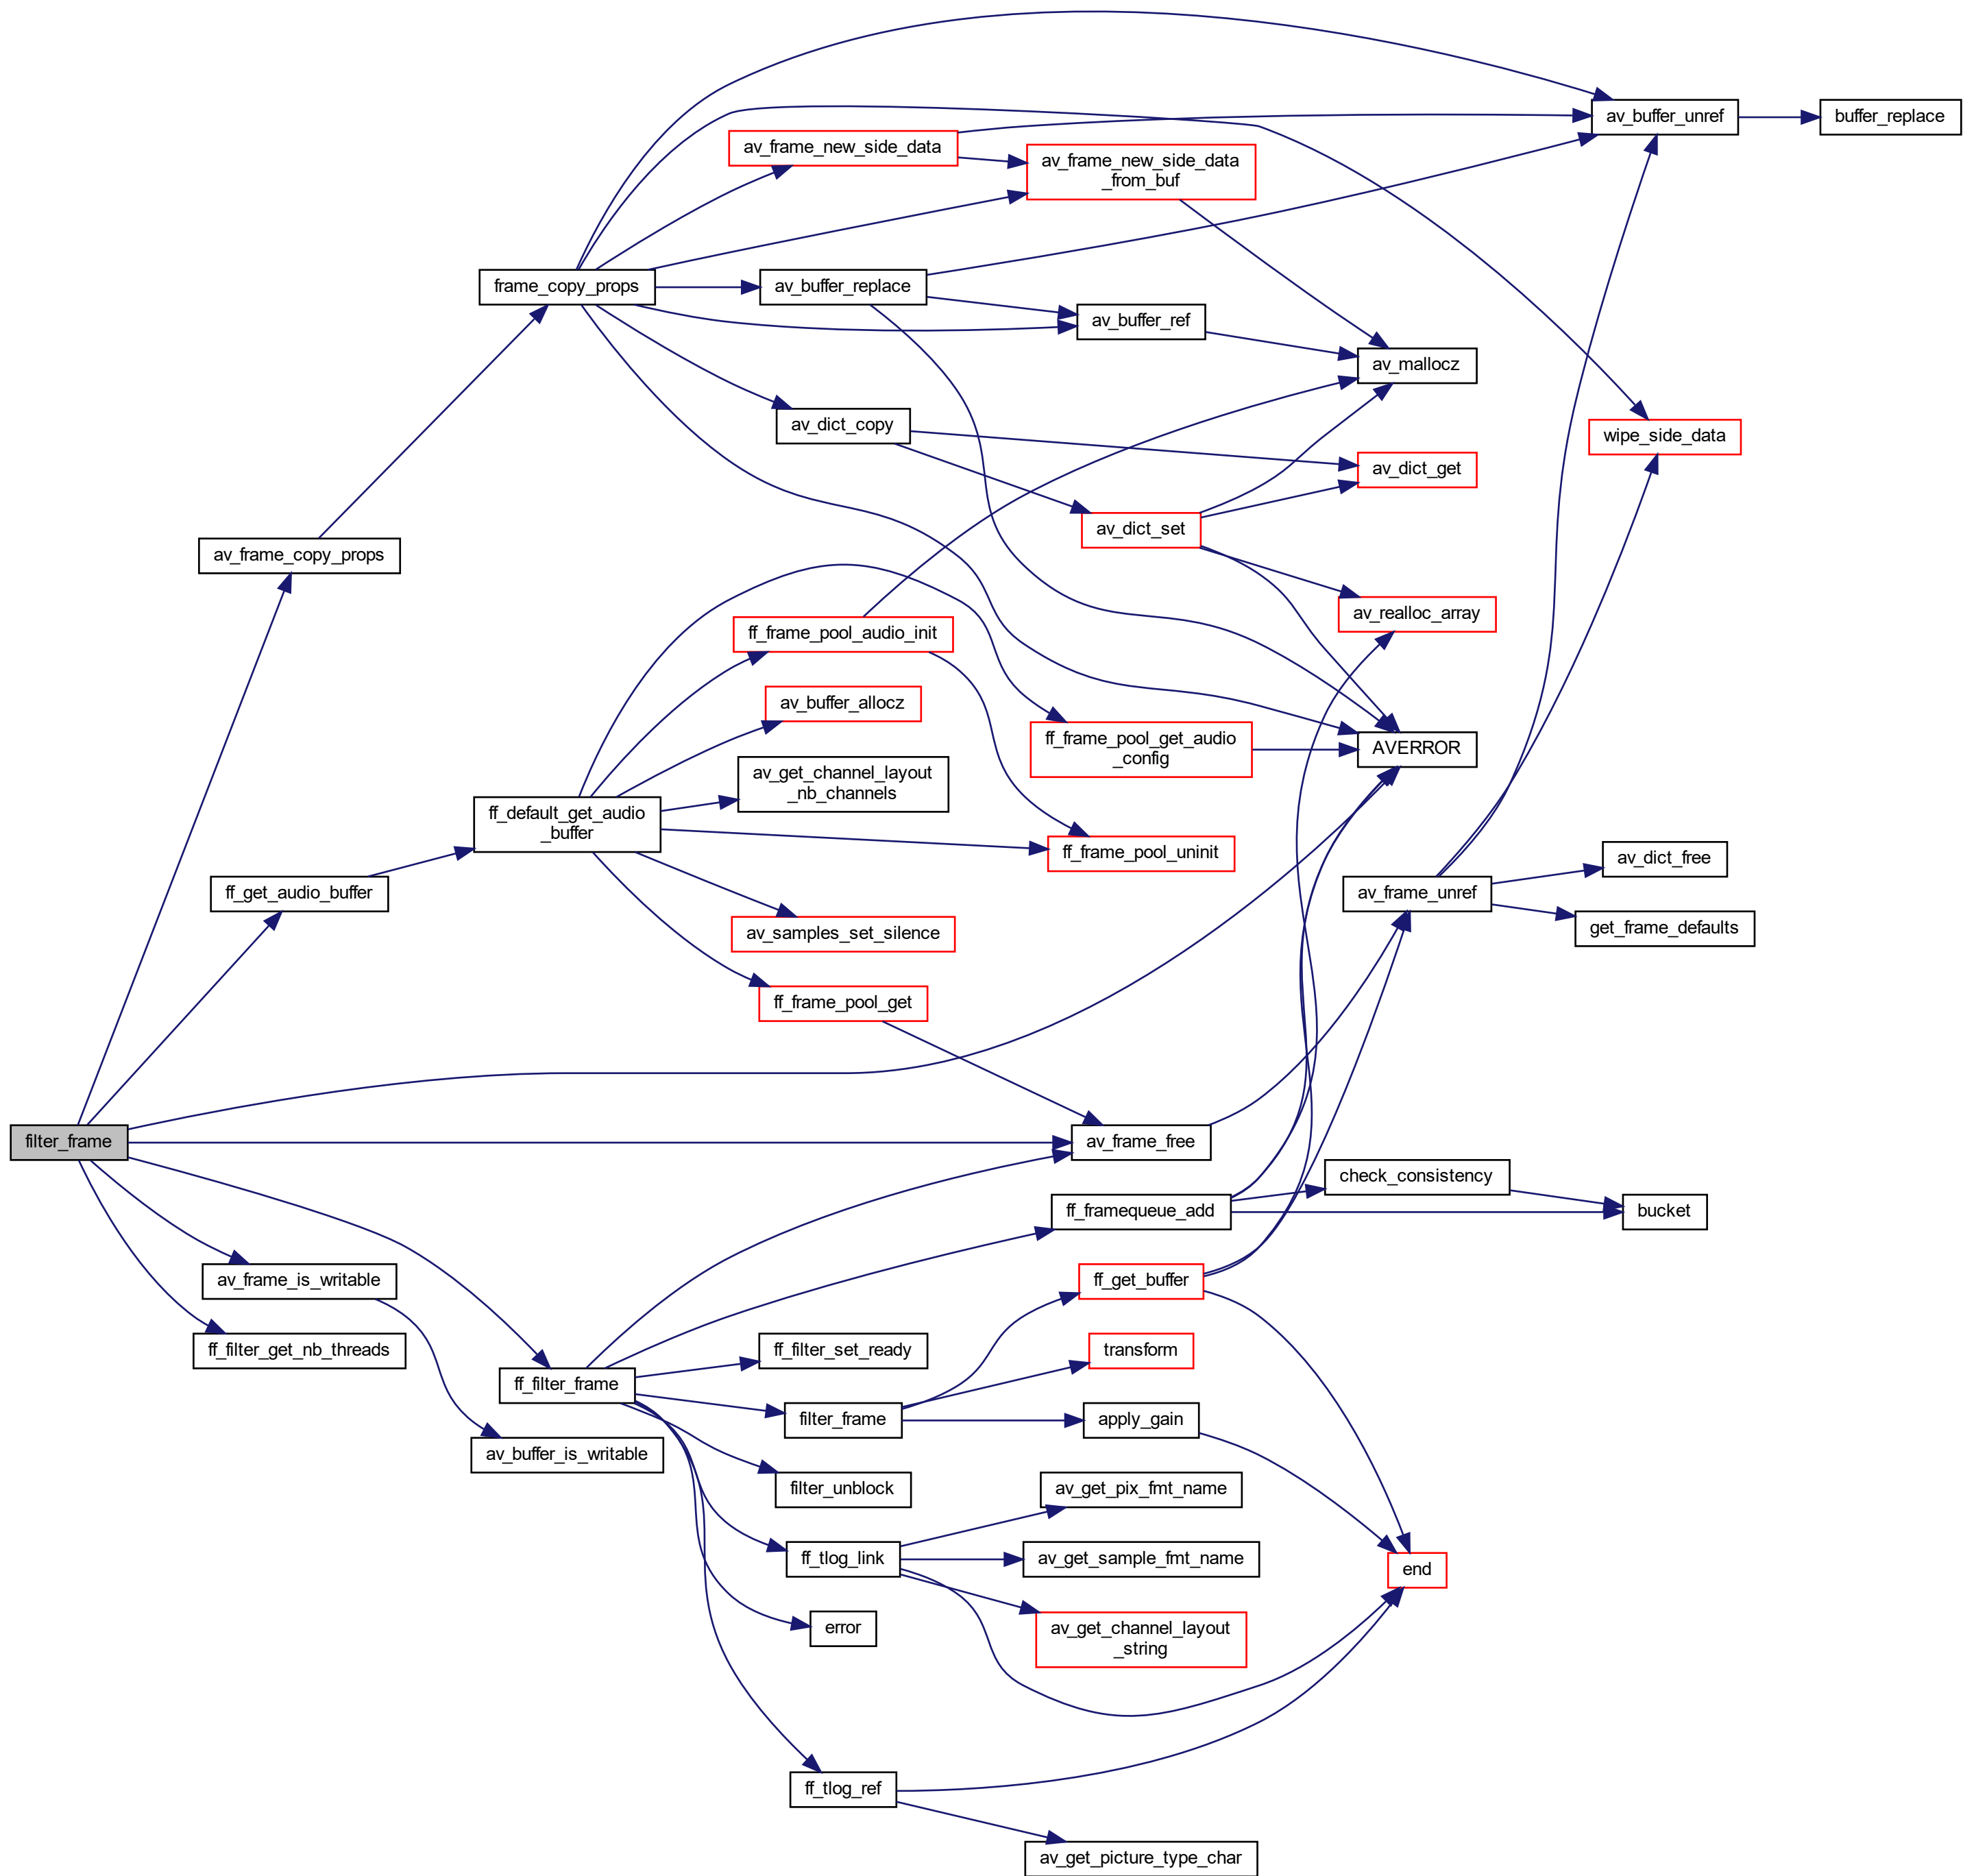 av_buffer_unref
buffer_replace
av_frame_new_side_data
av_frame_new_side_data
_from_buf
frame_copy_props
av_buffer_replace
av_buffer_ref
av_mallocz
av_dict_copy
wipe_side_data
av_dict_get
av_dict_set
av_frame_copy_props
av_realloc_array
ff_frame_pool_audio_init
av_buffer_allocz
ff_frame_pool_get_audio
_config
AVERROR
av_get_channel_layout
_nb_channels
ff_default_get_audio
_buffer
ff_frame_pool_uninit
av_dict_free
ff_get_audio_buffer
av_frame_unref
av_samples_set_silence
get_frame_defaults
ff_frame_pool_get
filter_frame
av_frame_free
check_consistency
ff_framequeue_add
bucket
av_frame_is_writable
ff_get_buffer
ff_filter_get_nb_threads
ff_filter_set_ready
transform
ff_filter_frame
filter_frame
apply_gain
av_buffer_is_writable
filter_unblock
av_get_pix_fmt_name
ff_tlog_link
av_get_sample_fmt_name
end
error
av_get_channel_layout
_string
ff_tlog_ref
av_get_picture_type_char